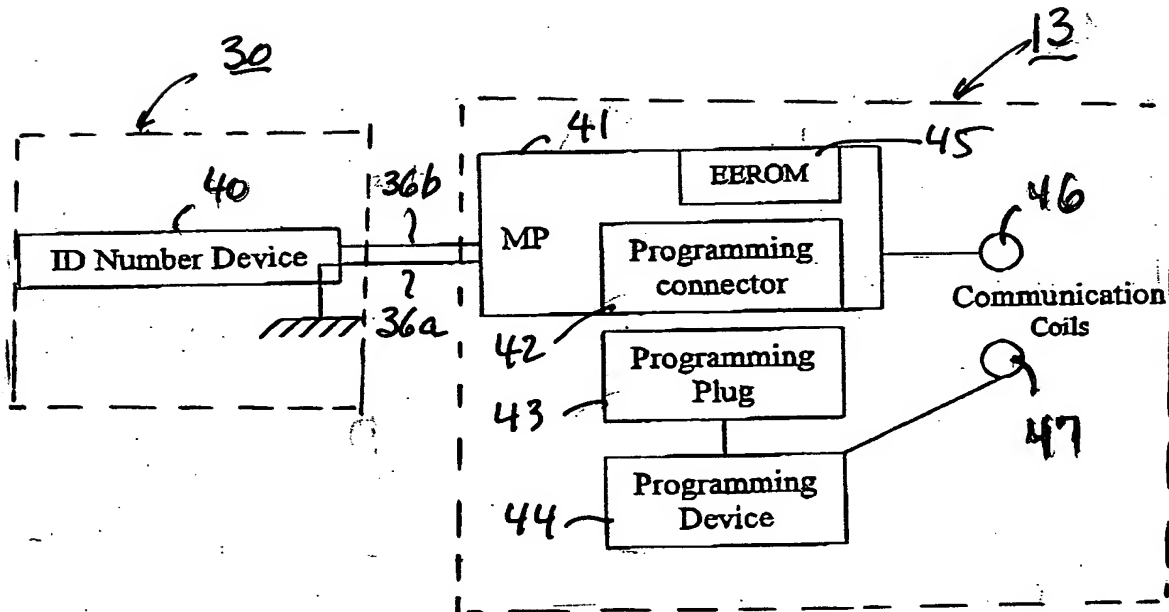 30
13
41
45
EEROM
40
36b
46
ID Number Device
MP
Programming
connector
Communication
Coils
36a
42
Programming
Plug
43
47
Programming
Device
44